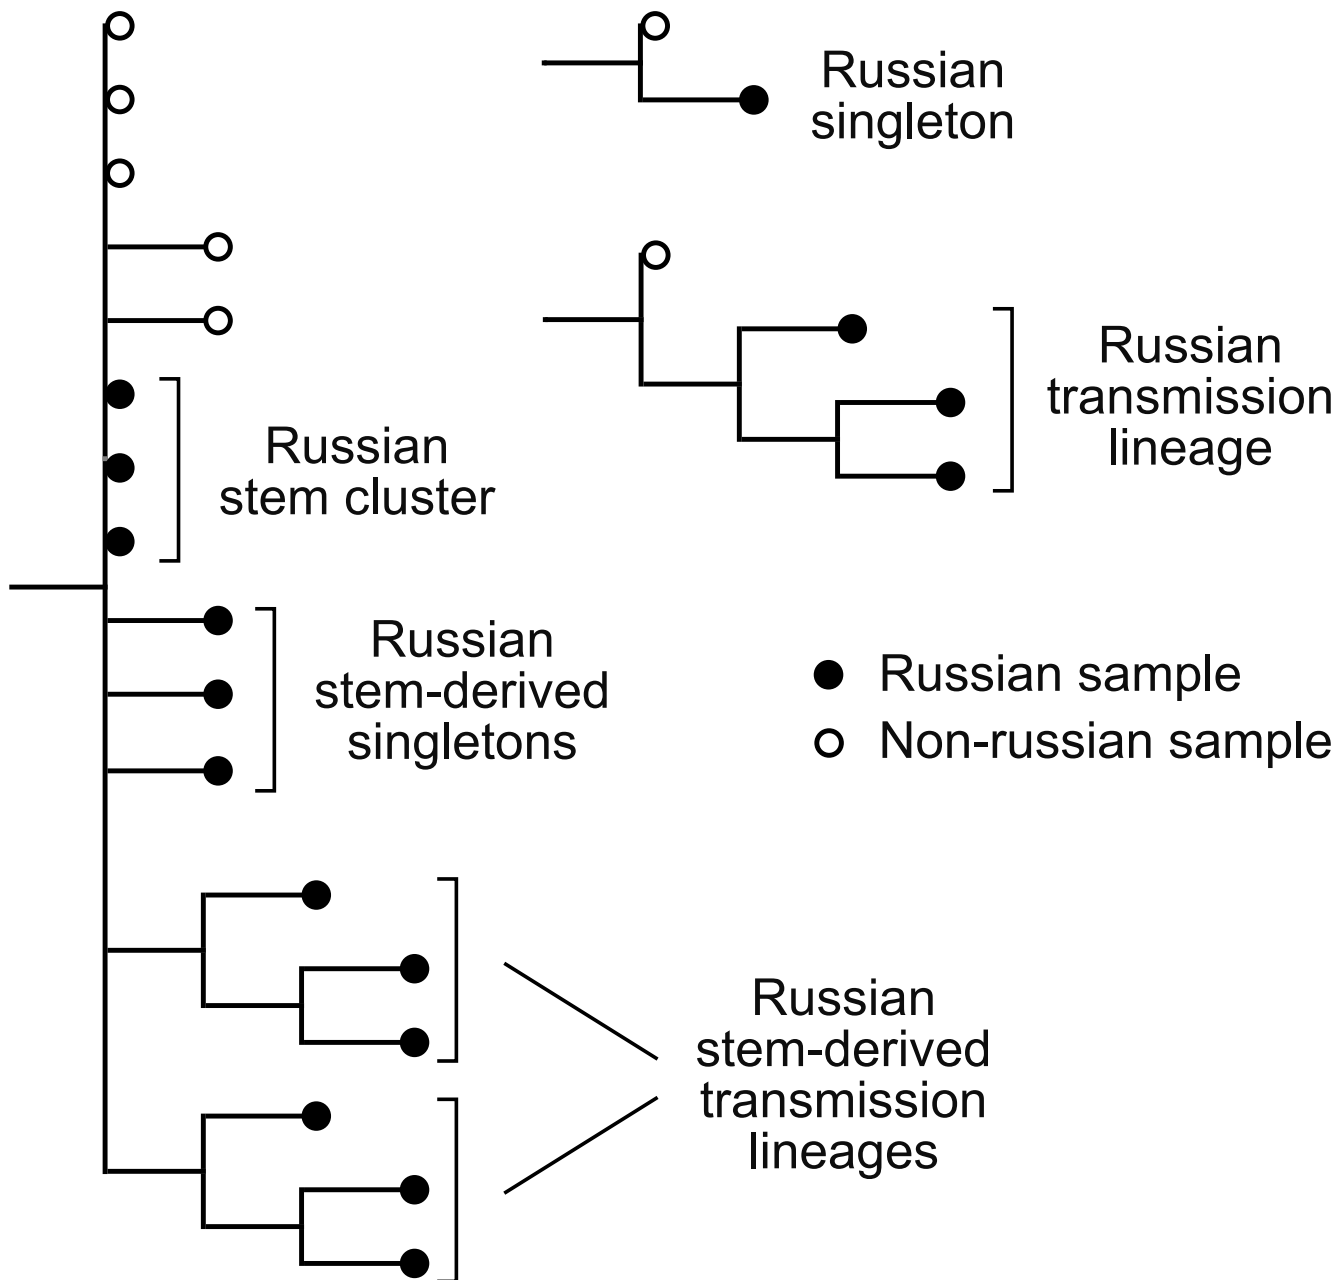 Russian
singleton
Russian
transmission
lineage
Russian
stem cluster
Russian
stem-derived
singletons
Russian sample
Non-russian sample
Russian
stem-derived
transmission
lineages